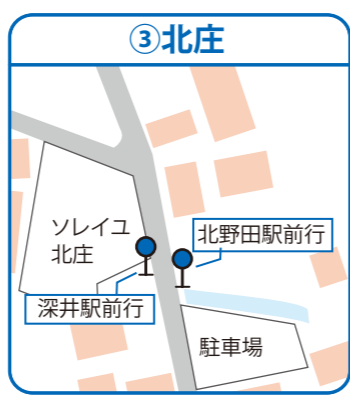 ③北庄
ソレイユ
北庄
北野田駅前行
深井駅前行
駐車場